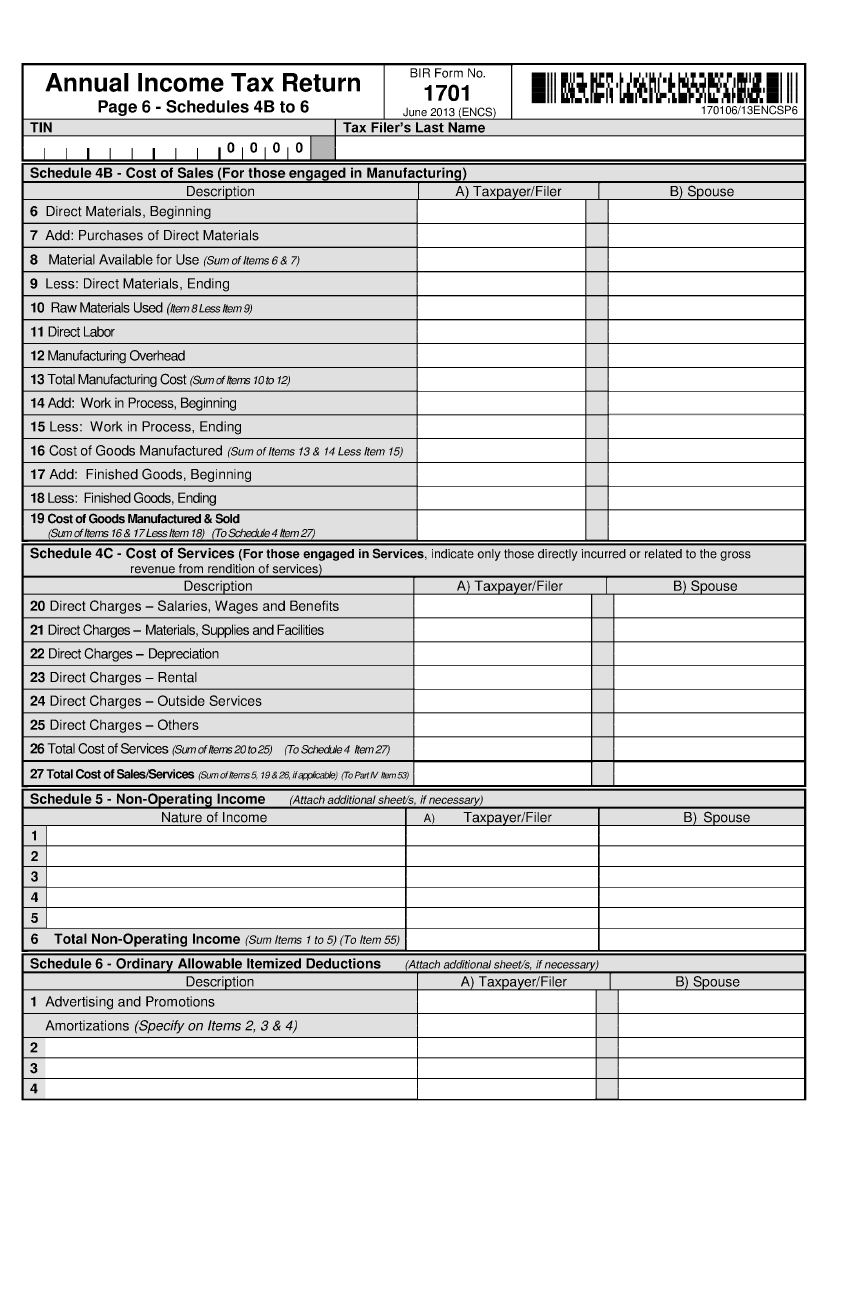 Annual Income Tax Return
Page 6 - Schedules 4B to 6
BIR Form No.
1701
June 2013 (ENCS)
170106/13ENCSP6
TIN
Tax Filer's Last Name
0 0 0 0
Schedule 4B - Cost of Sales (For those engaged in Manufacturing)
Description A) Taxpayer/Filer B) Spouse
6 Direct Materials, Beginning
7 Add: Purchases of Direct Materials
8 Material Available for Use (Sum of Items 6 & 7)
9 Less: Direct Materials, Ending
10 Raw Materials Used (Item 8 Less Item 9)
11 Direct Labor
12 Manufacturing Overhead
13 Total Manufacturing Cost (Sum of Items 10 to 12)
14 Add: Work in Process, Beginning
15 Less: Work in Process, Ending
16 Cost of Goods Manufactured (Sum of Items 13 & 14 Less Item 15)
17 Add: Finished Goods, Beginning
18 Less: Finished Goods, Ending
19 Cost of Goods Manufactured & Sold
(Sum of Items 16 & 17 Less Item 18) (To Schedule 4 Item 27)
Schedule 4C - Cost of Services (For those engaged in Services, indicate only those directly incurred or related to the gross
revenue from rendition of services)
Description A) Taxpayer/Filer B) Spouse
20 Direct Charges – Salaries, Wages and Benefits
21 Direct Charges – Materials, Supplies and Facilities
22 Direct Charges – Depreciation
23 Direct Charges – Rental
24 Direct Charges – Outside Services
25 Direct Charges – Others
26 Total Cost of Services (Sum of Items 20 to 25) (To Schedule 4 Item 27)
27 Total Cost of Sales/Services (Sum of Items 5, 19 & 26, if applicable) (To Part IV Item 53)
Schedule 5 - Non-Operating Income (Attach additional sheet/s, if necessary)
Nature of Income A) Taxpayer/Filer B) Spouse
1
2
3
4
5
6 Total Non-Operating Income (Sum Items 1 to 5) (To Item 55)
Schedule 6 - Ordinary Allowable Itemized Deductions (Attach additional sheet/s, if necessary)
Description A) Taxpayer/Filer B) Spouse
1 Advertising and Promotions
Amortizations (Specify on Items 2, 3 & 4)
2
3
4